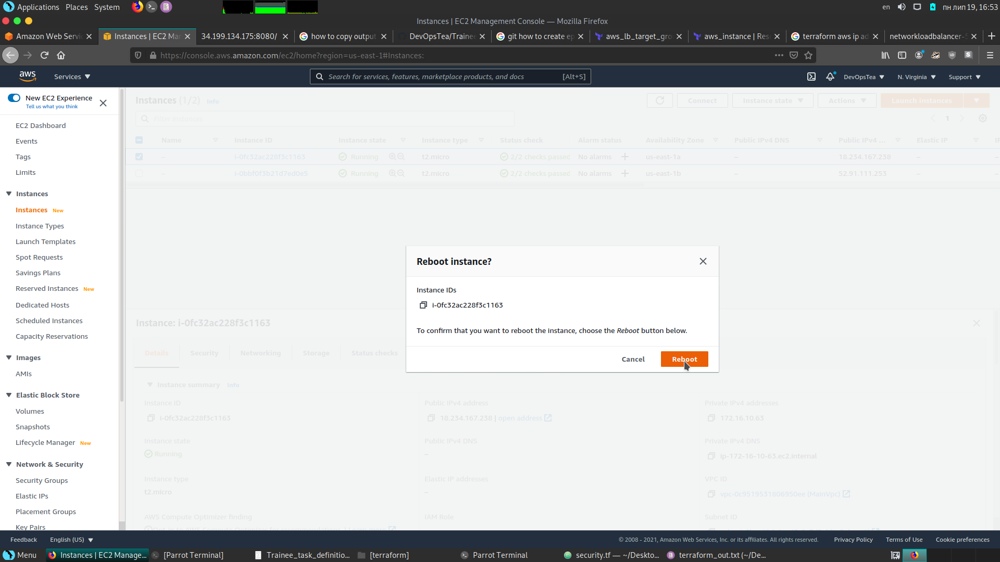 Applications Places System
en
пн лип 19, 16:53
Instances | EC2 Management Console — Mozilla Firefox
Amazon Web Servi
Instances | EC2 Ma
34.199.134.175:8080/
how to copy output
DevOpsTea/Traine
git how to create ep
aws_lb_target_gro
aws_instance | Res
terraform aws ip ad
networkloadbalancer-
https://console.aws.amazon.com/ec2/home?region=us-east-1#Instances:
aws
Services
Search for services, features, marketplace products, and docs [Alt+S]
DevOpsTea
N. Virginia
Support
New EC2 Experience
Tell us what you think
EC2 Dashboard
Events
Tags
Limits
Instances
Instances New
Instance Types
Launch Templates
Spot Requests
Savings Plans
Reserved Instances New
Dedicated Hosts
Scheduled Instances
Capacity Reservations
Images
AMIs
Elastic Block Store
Volumes
Snapshots
Lifecycle Manager New
Network & Security
Security Groups
Elastic IPs
Placement Groups
Key Pairs
Instances (1/2) Info
Connect
Instance state
Actions
Launch instances
Filter instances
1
Name Instance ID Instance state Instance type Status check Alarm status Availability Zone Public IPv4 DNS Public IPv4 ... Elastic IP
– i-0fc32ac228f3c1163 Running t2.micro 2/2 checks passed No alarms us-east-1a – 18.234.167.238 – –
– i-0bbf0f3b21d7ed0e5 Running t2.micro 2/2 checks passed No alarms us-east-1b – 52.91.111.253 – –
Reboot instance?
Instance IDs
i-0fc32ac228f3c1163
To confirm that you want to reboot the instance, choose the Reboot button below.
Cancel
Reboot
Instance: i-0fc32ac228f3c1163
Details Security Networking Storage Status checks
Instance summary Info
Instance ID
i-0fc32ac228f3c1163
Public IPv4 address
18.234.167.238 | open address
Private IPv4 addresses
172.16.10.63
Instance state
Running
Public IPv4 DNS
–
Private IPv4 DNS
ip-172-16-10-63.ec2.internal
Instance type
t2.micro
Elastic IP addresses
–
VPC ID
vpc-0c9519531806950ee (MainVpc)
AWS Compute Optimizer finding
Opt-in to AWS Compute Optimizer for recommendations. | Learn more
IAM Role
Subnet ID
Feedback
English (US)
© 2008 - 2021, Amazon Web Services, Inc. or its affiliates. All rights reserved.
Privacy Policy
Terms of Use
Cookie preferences
Menu
Instances | EC2 Manage...
[Parrot Terminal]
Trainee_task_definitio...
[terraform]
Parrot Terminal
security.tf — ~/Deskto...
terraform_out.txt (~/De...